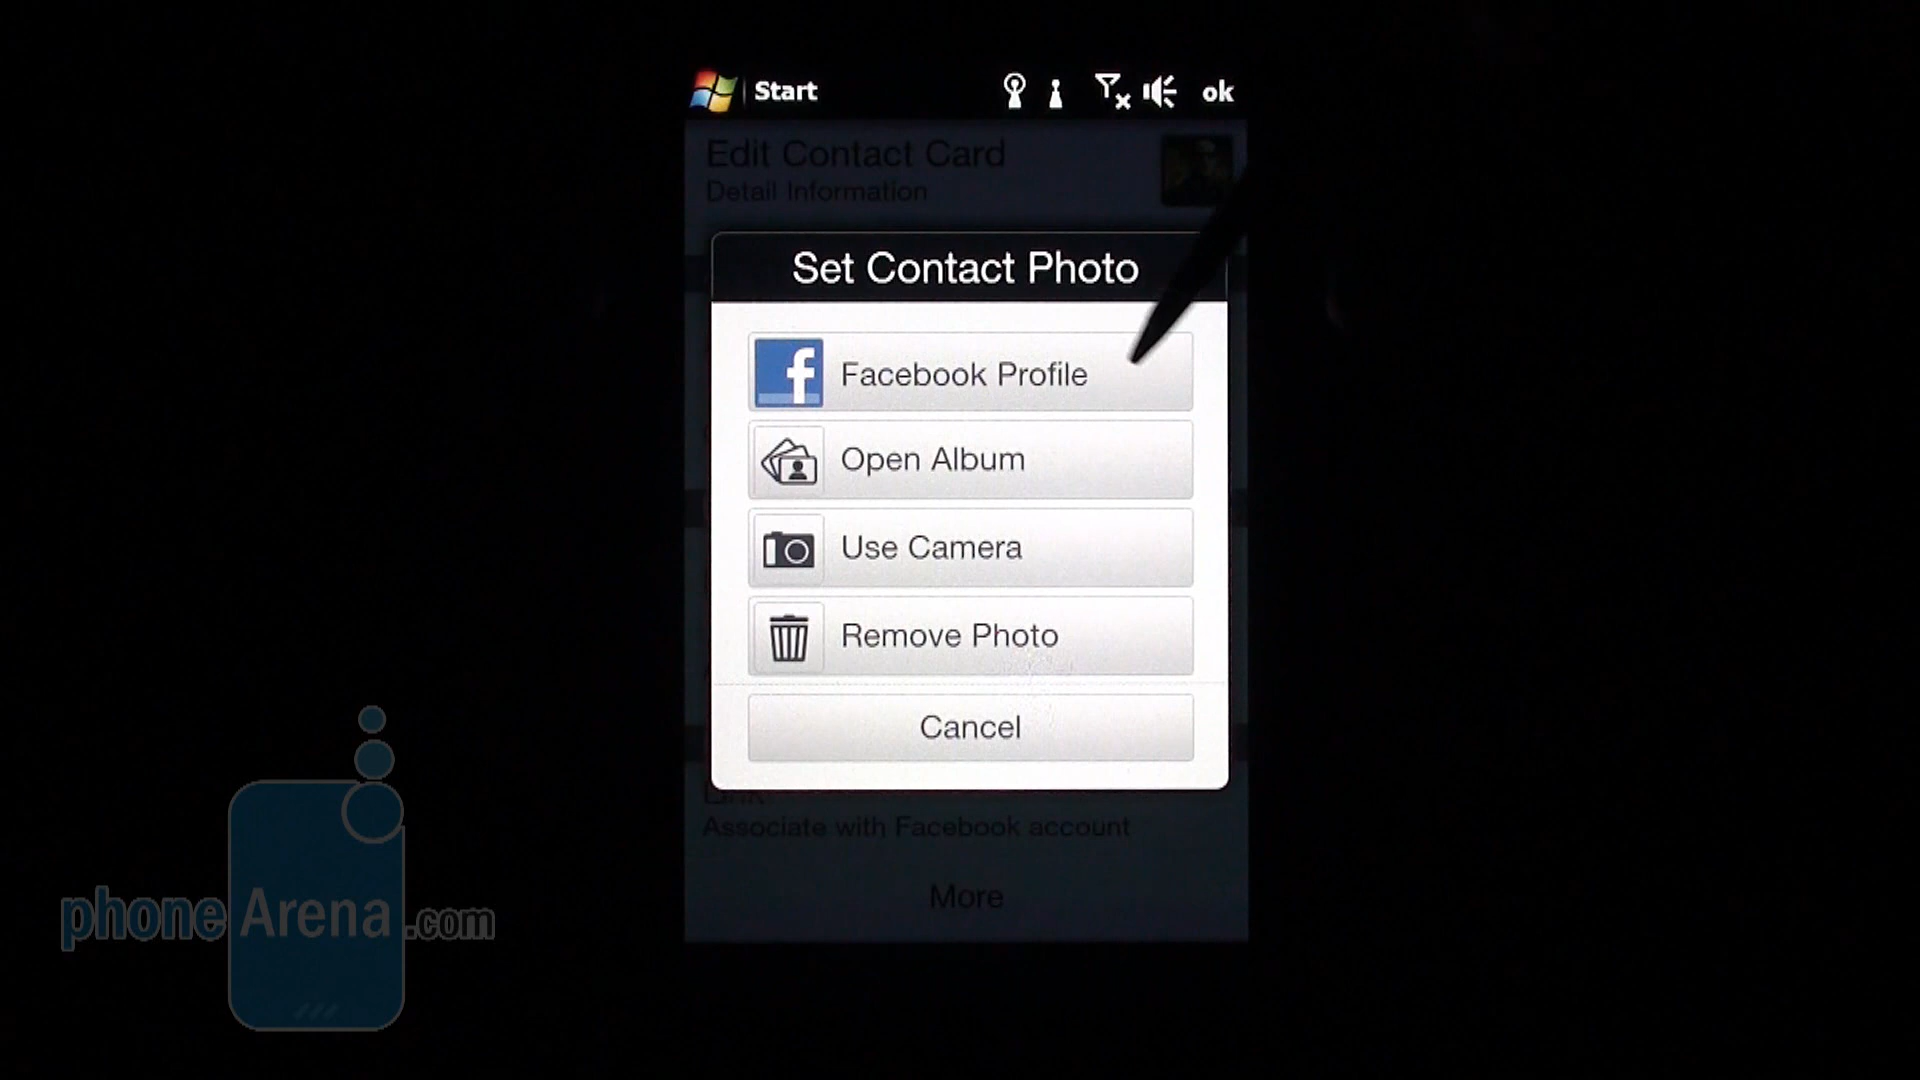 Start
ok
Edit Contact Card
Detail Information
Set Contact Photo
Facebook Profile
Open Album
Use Camera
Remove Photo
Cancel
Link
Associate with Facebook account
More
phoneArena.com